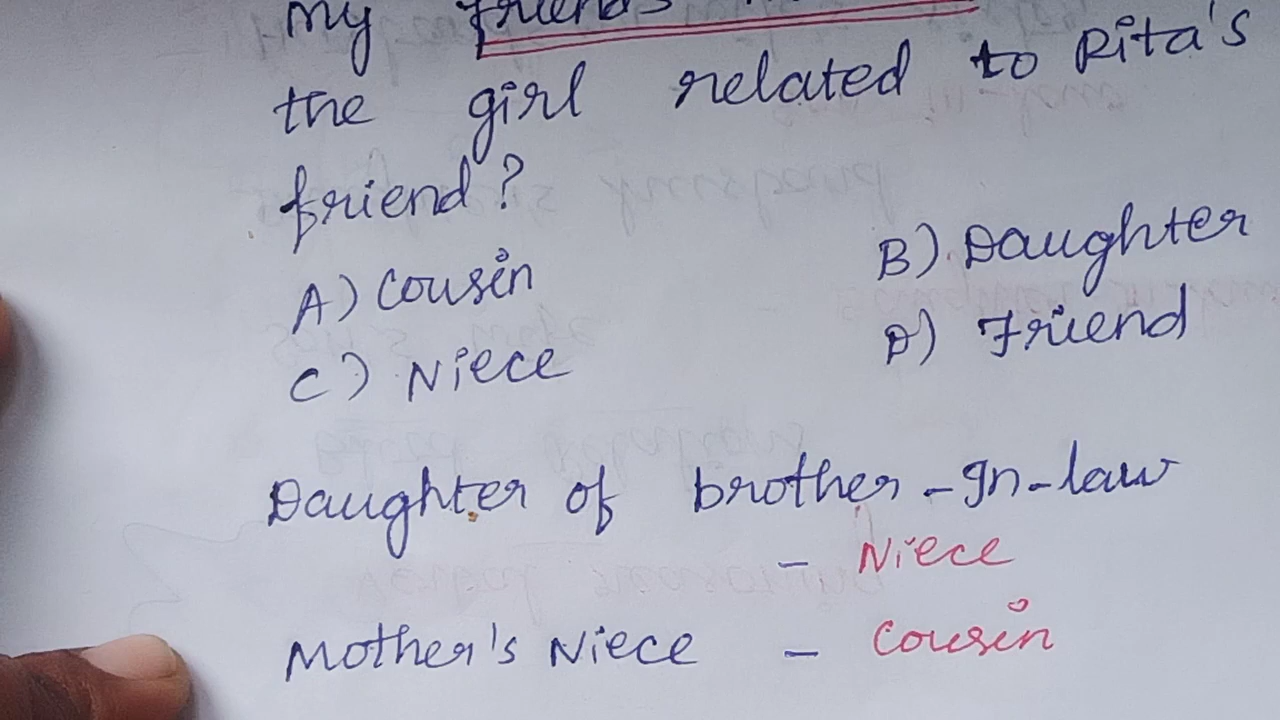 my friend's
the girl related to Rita's
friend?
A) Cousin
B) Daughter
C) Niece
D) Friend
Daughter of brother-In-law
- Niece
Mother's Niece - Cousin